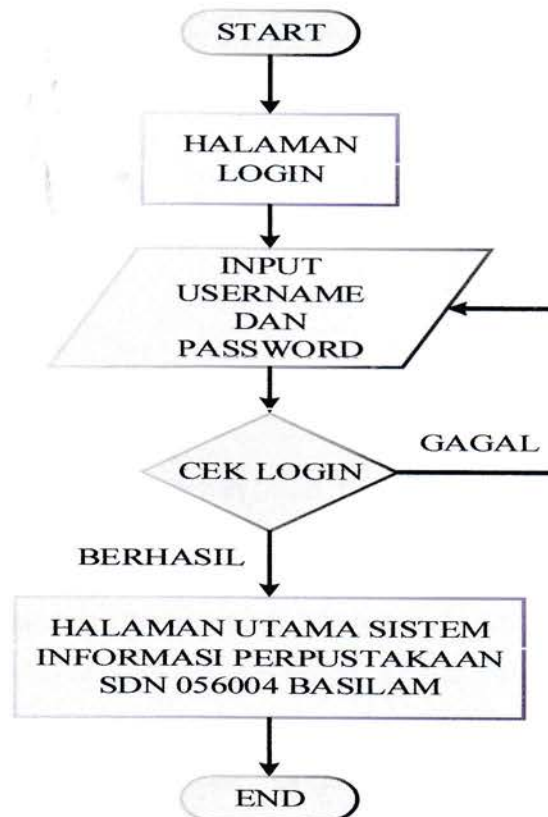 START
HALAMAN
LOGIN
INPUT
USERNAME
DAN
PASSWORD
CEK LOGIN
GAGAL
BERHASIL
HALAMAN UTAMA SISTEM
INFORMASI PERPUSTAKAAN
SDN 056004 BASILAM
END